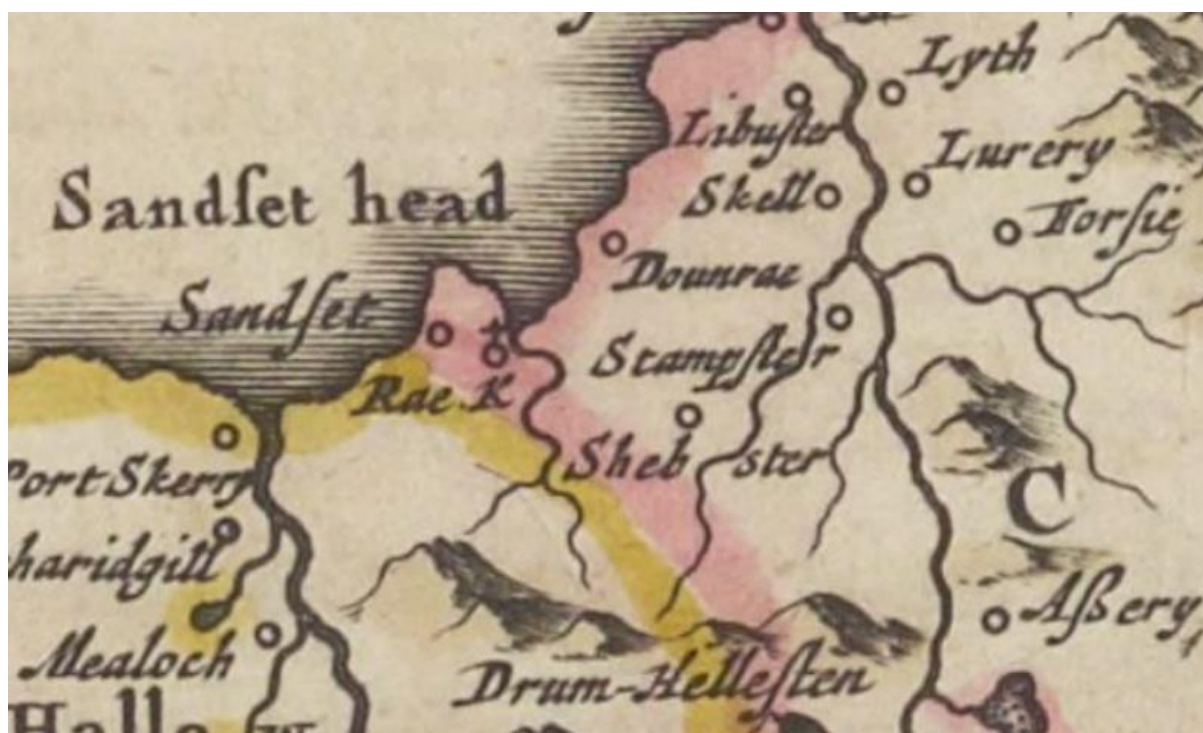 Lyth
Libuſter
Lurery
Sandſet head
Skell
Forſie
Dounrae
Sandſet
Stampſter
Rae K
Sheb ster
Port Skerry
C
haridgill
Aßery
Mealoch
Drum-Helleſten